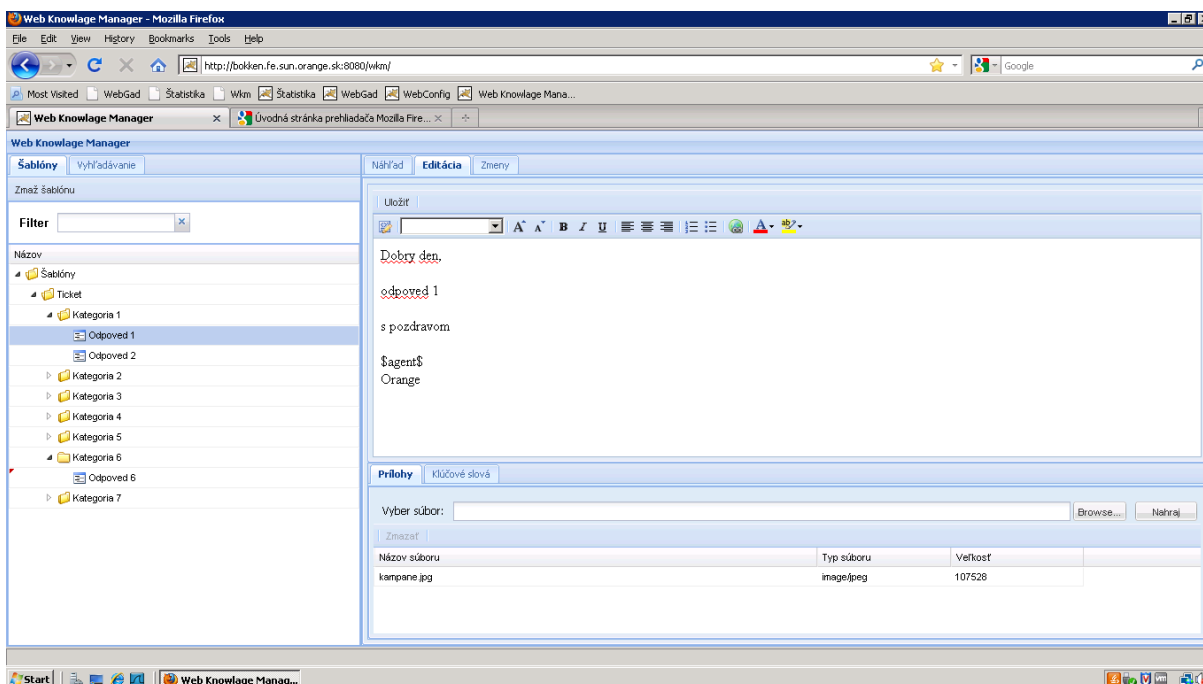 Web Knowlage Manager - Mozilla Firefox
File Edit View History Bookmarks Tools Help
http://bokken.fe.sun.orange.sk:8080/wkm/
Google
Most Visited WebGad Štatistika Wkm Štatistika WebGad WebConfig Web Knowlage Mana...
Web Knowlage Manager Úvodná stránka prehliadača Mozilla Fire...
Web Knowlage Manager
Šablóny Vyhľadávanie
Náhľad Editácia Zmeny
Zmaž šablónu
Uložiť
Filter
A A B I U A ab
Názov
Šablóny
Ticket
Kategoria 1
Odpoved 1
Odpoved 2
Kategoria 2
Kategoria 3
Kategoria 4
Kategoria 5
Kategoria 6
Odpoved 6
Kategoria 7
Dobry den,
odpoved 1
s pozdravom
$agent$
Orange
Prílohy Kľúčové slová
Vyber súbor: Browse... Nahraj
Zmazať
Názov súboru Typ súboru Veľkosť
kampane.jpg image/jpeg 107528
Start Web Knowlage Manag...